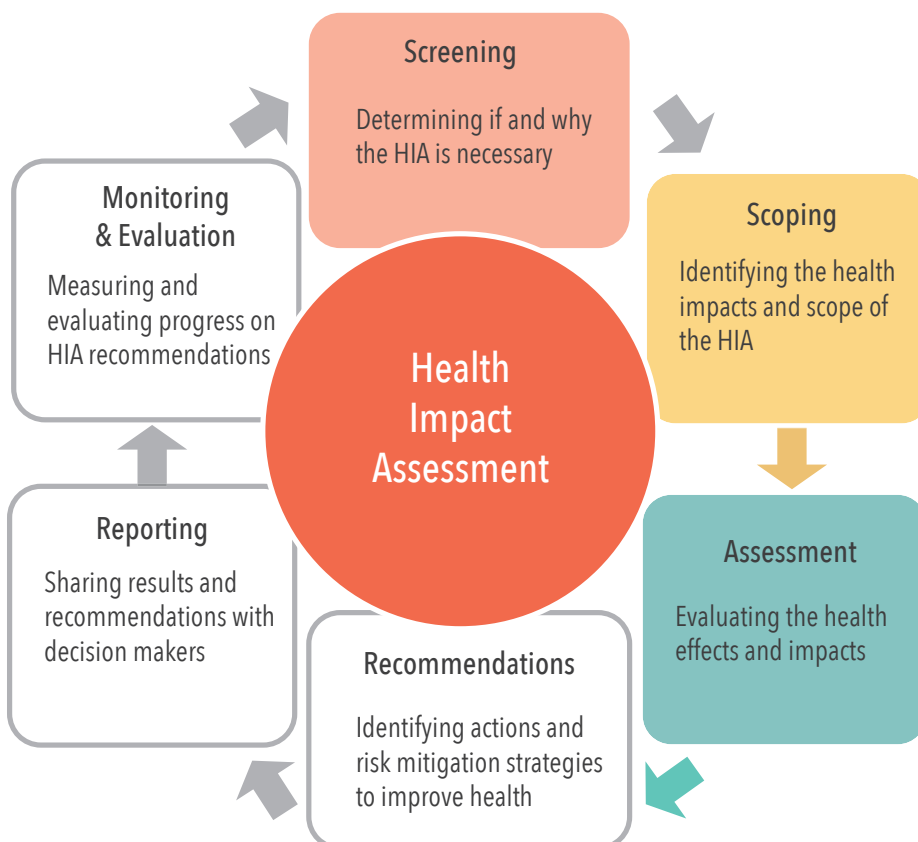 Screening
Determining if and why
the HIA is necessary
Scoping
Identifying the health
impacts and scope of
the HIA
Assessment
Evaluating the health
effects and impacts
Recommendations
Identifying actions and
risk mitigation strategies
to improve health
Reporting
Sharing results and
recommendations with
decision makers
Monitoring
& Evaluation
Measuring and
evaluating progress on
HIA recommendations
Health
Impact
Assessment